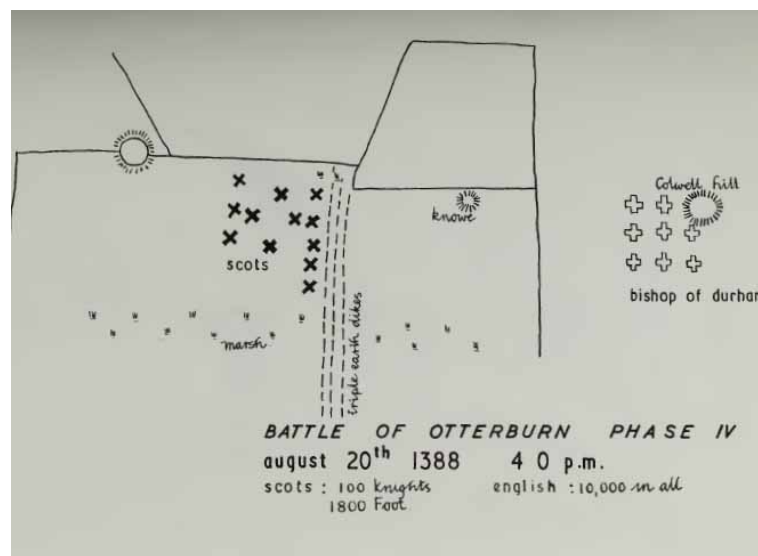 Colwell hill
knowe
scots
bishop of durha
marsh
triple earth dikes
BATTLE OF OTTERBURN PHASE IV
august 20th 1388 4 0 p.m.
scots : 100 knights english : 10,000 in all
1800 Foot